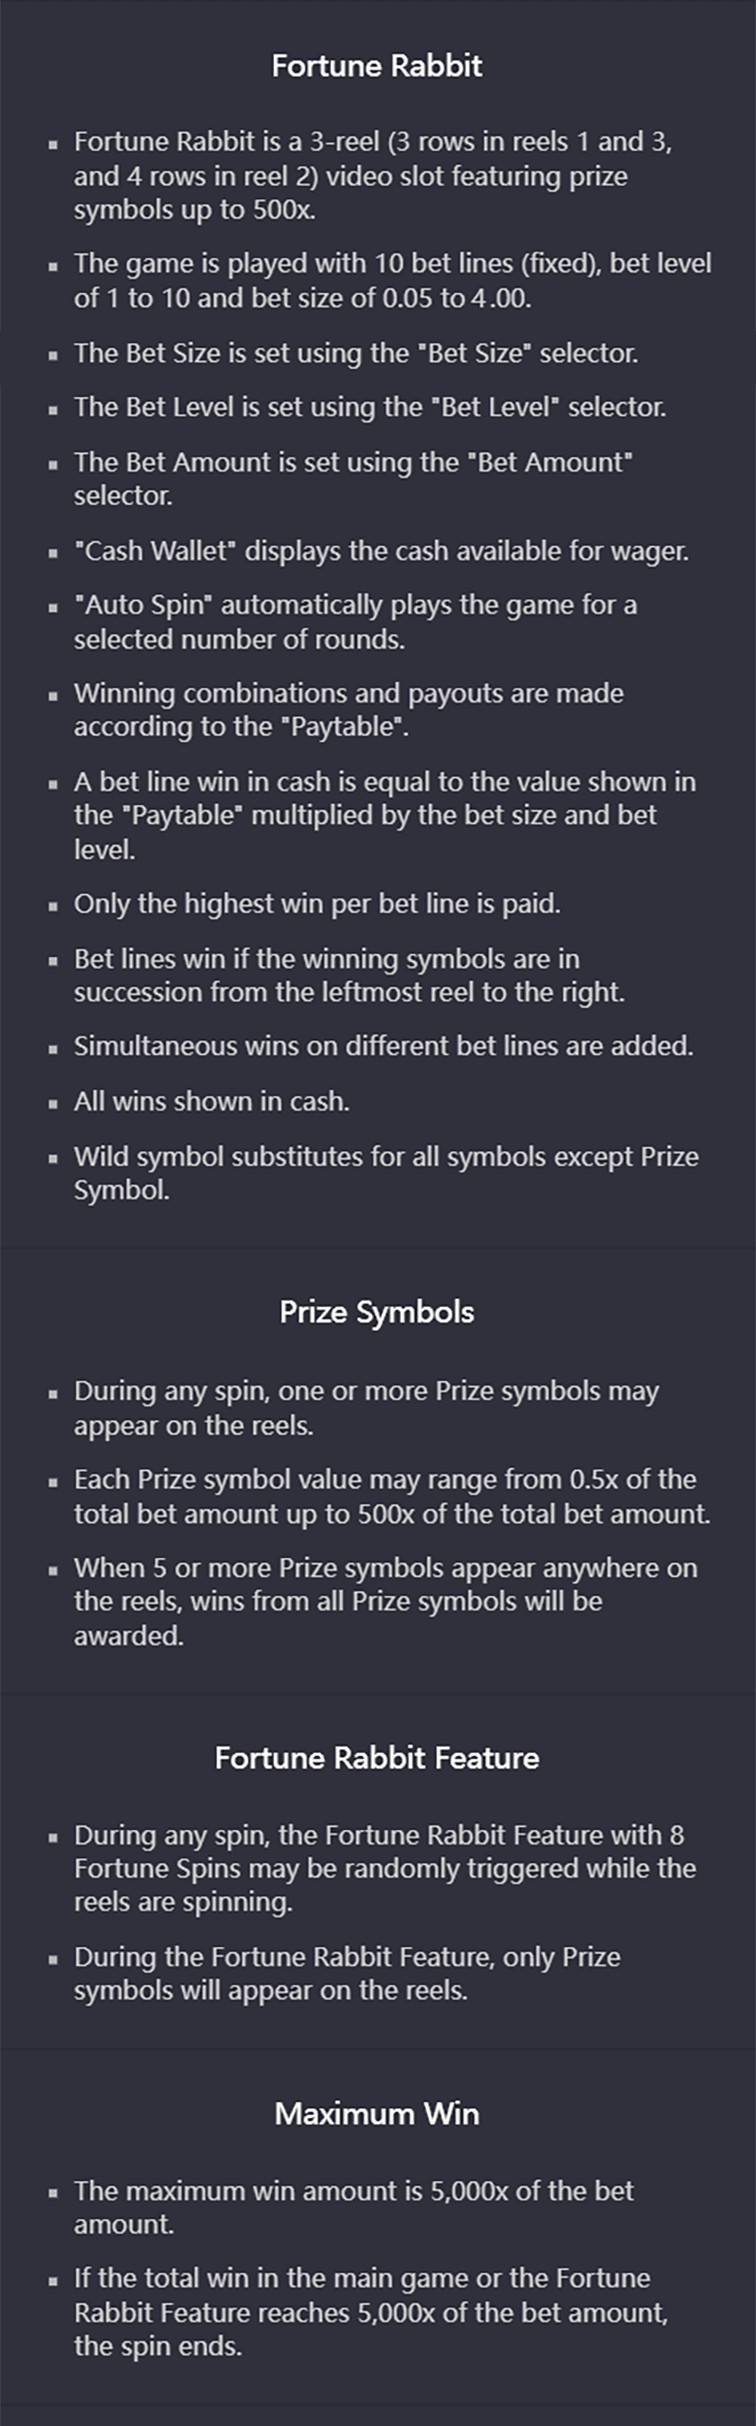 Fortune Rabbit
▪ Fortune Rabbit is a 3-reel (3 rows in reels 1 and 3,
and 4 rows in reel 2) video slot featuring prize
symbols up to 500x.
▪ The game is played with 10 bet lines (fixed), bet level
of 1 to 10 and bet size of 0.05 to 4.00.
▪ The Bet Size is set using the "Bet Size" selector.
▪ The Bet Level is set using the "Bet Level" selector.
▪ The Bet Amount is set using the "Bet Amount"
selector.
▪ "Cash Wallet" displays the cash available for wager.
▪ "Auto Spin" automatically plays the game for a
selected number of rounds.
▪ Winning combinations and payouts are made
according to the "Paytable".
▪ A bet line win in cash is equal to the value shown in
the "Paytable" multiplied by the bet size and bet
level.
▪ Only the highest win per bet line is paid.
▪ Bet lines win if the winning symbols are in
succession from the leftmost reel to the right.
▪ Simultaneous wins on different bet lines are added.
▪ All wins shown in cash.
▪ Wild symbol substitutes for all symbols except Prize
Symbol.
Prize Symbols
▪ During any spin, one or more Prize symbols may
appear on the reels.
▪ Each Prize symbol value may range from 0.5x of the
total bet amount up to 500x of the total bet amount.
▪ When 5 or more Prize symbols appear anywhere on
the reels, wins from all Prize symbols will be
awarded.
Fortune Rabbit Feature
▪ During any spin, the Fortune Rabbit Feature with 8
Fortune Spins may be randomly triggered while the
reels are spinning.
▪ During the Fortune Rabbit Feature, only Prize
symbols will appear on the reels.
Maximum Win
▪ The maximum win amount is 5,000x of the bet
amount.
▪ If the total win in the main game or the Fortune
Rabbit Feature reaches 5,000x of the bet amount,
the spin ends.